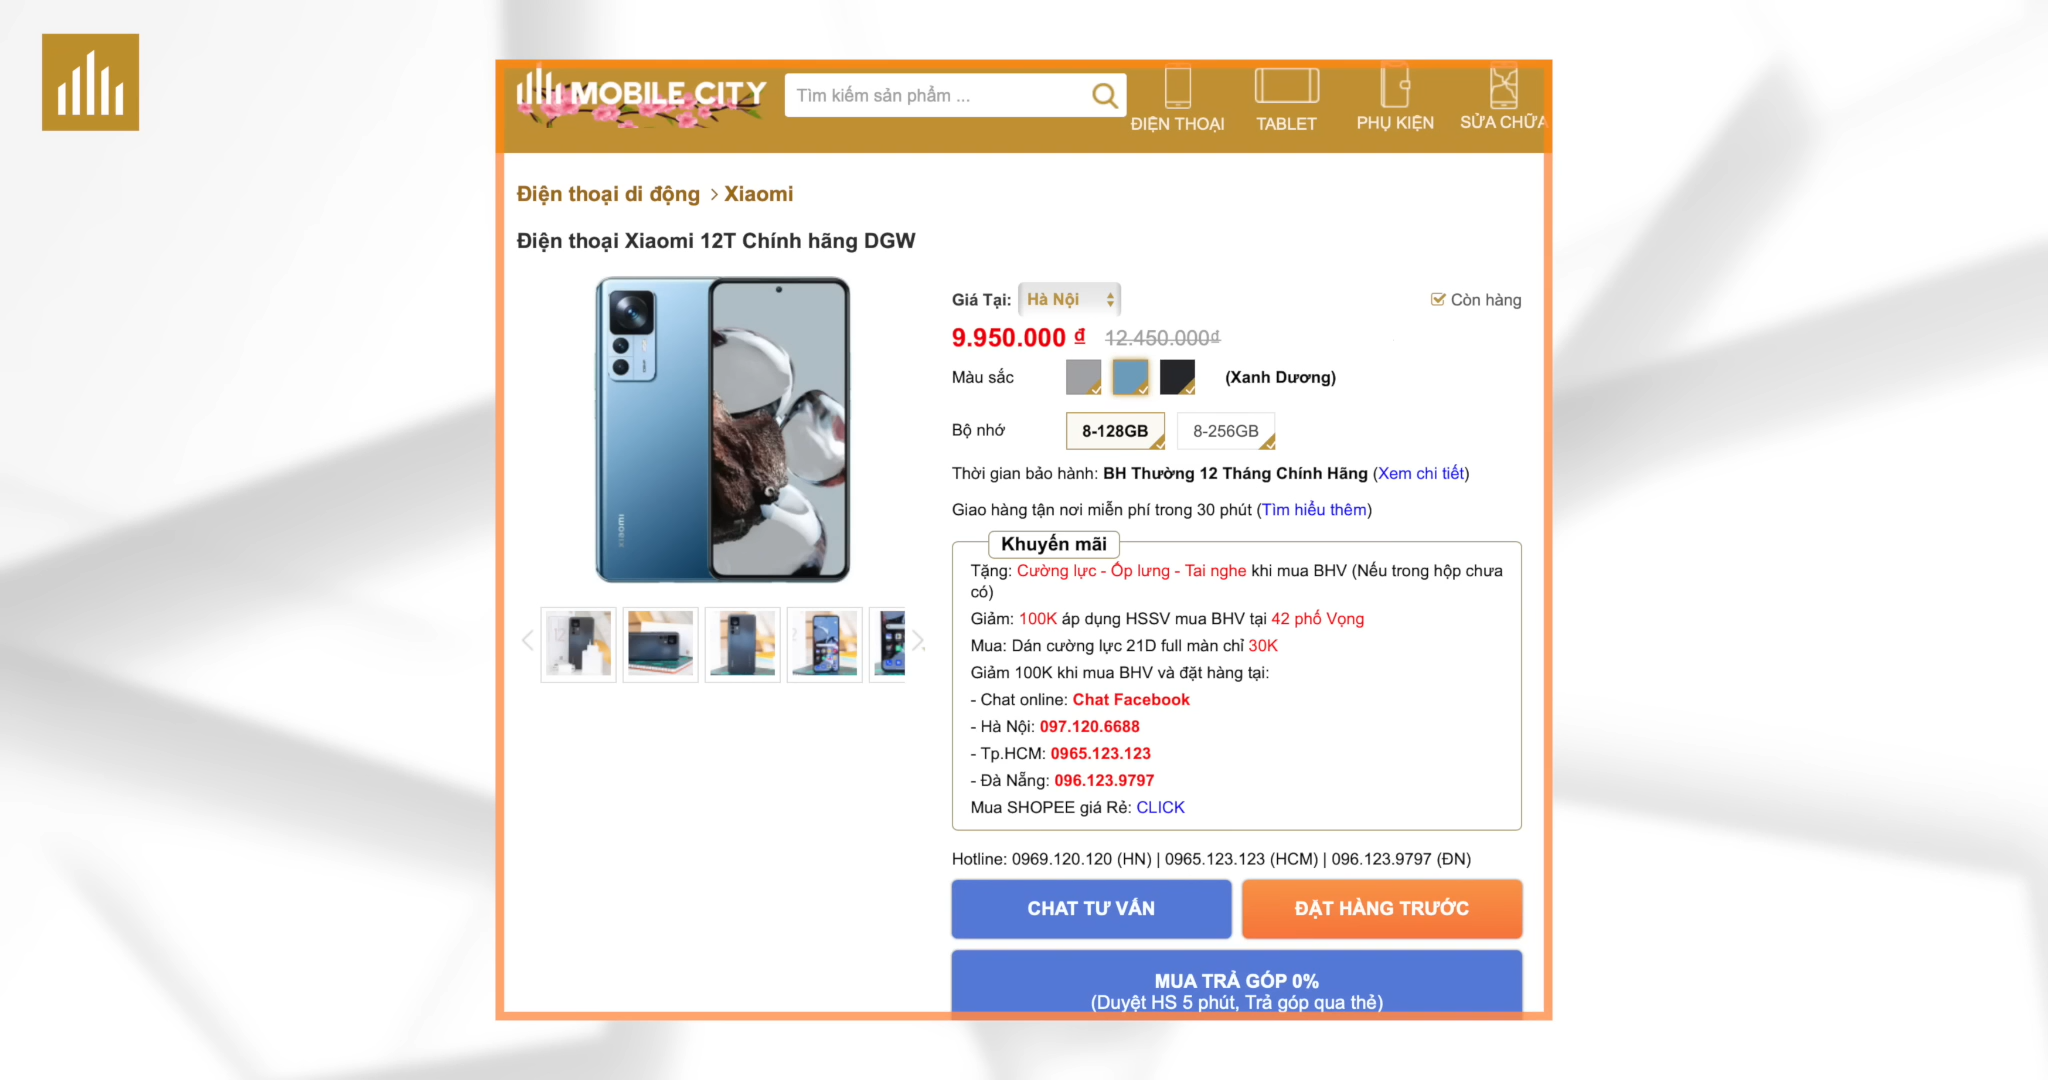 MOBILE CITY
Tìm kiếm sản phẩm ...
ĐIỆN THOẠI
TABLET
PHỤ KIỆN
SỬA CHỮA
Điện thoại di động > Xiaomi
Điện thoại Xiaomi 12T Chính hãng DGW
xiaomi
Giá Tại: Hà Nội
Còn hàng
9.950.000 ₫ 12.450.000₫
Màu sắc (Xanh Dương)
Bộ nhớ 8-128GB 8-256GB
Thời gian bảo hành: BH Thường 12 Tháng Chính Hãng (Xem chi tiết)
Giao hàng tận nơi miễn phí trong 30 phút (Tìm hiểu thêm)
Khuyến mãi
Tặng: Cường lực - Ốp lưng - Tai nghe khi mua BHV (Nếu trong hộp chưa
có)
Giảm: 100K áp dụng HSSV mua BHV tại 42 phố Vọng
Mua: Dán cường lực 21D full màn chỉ 30K
Giảm 100K khi mua BHV và đặt hàng tại:
- Chat online: Chat Facebook
- Hà Nội: 097.120.6688
- Tp.HCM: 0965.123.123
- Đà Nẵng: 096.123.9797
Mua SHOPEE giá Rẻ: CLICK
Hotline: 0969.120.120 (HN) | 0965.123.123 (HCM) | 096.123.9797 (ĐN)
CHAT TƯ VẤN
ĐẶT HÀNG TRƯỚC
MUA TRẢ GÓP 0%
(Duyệt HS 5 phút, Trả góp qua thẻ)